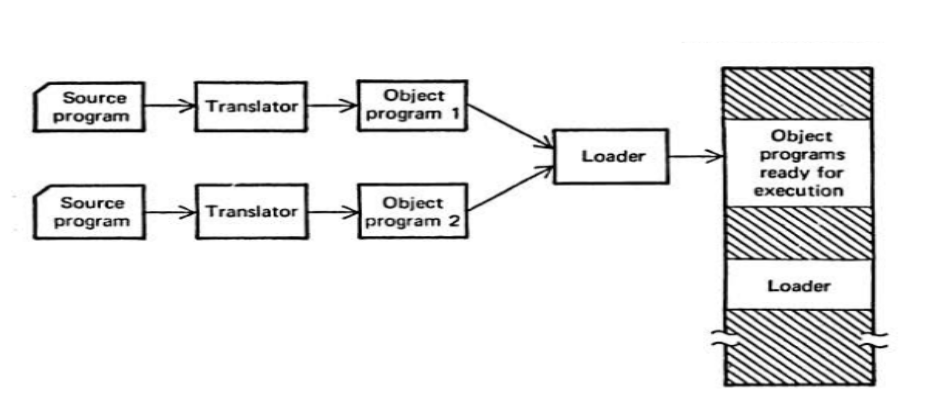 Source
program
Translator
Object
program 1
Source
program
Translator
Object
program 2
Loader
Object
programs
ready for
execution
Loader